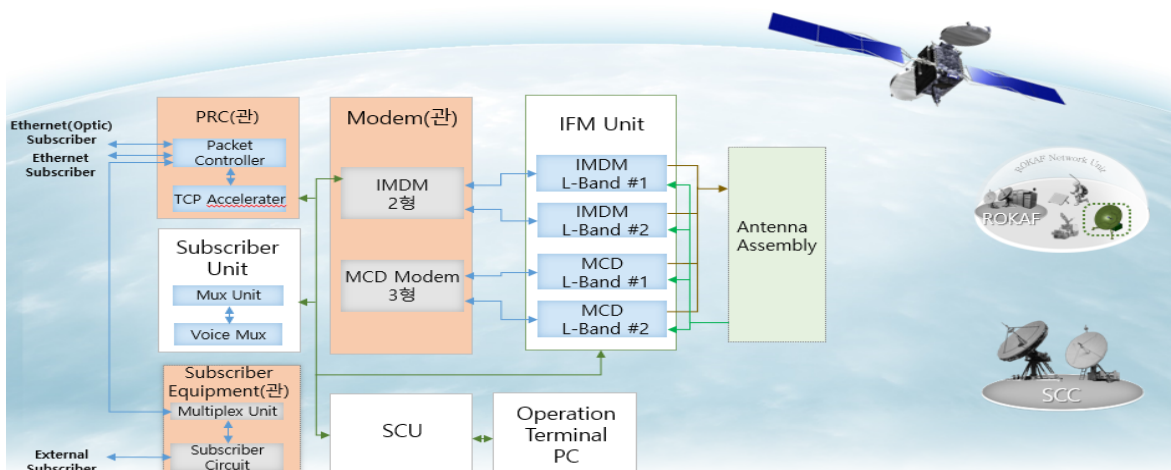 Ethernet(Optic)
Subscriber
Ethernet
Subscriber
PRC(관)
Packet
Controller
TCP Accelerater
Subscriber
Unit
Mux Unit
Voice Mux
Subscriber
Equipment(관)
Multiplex Unit
Subscriber
Circuit
External
Subscriber
Modem(관)
IMDM
2형
MCD Modem
3형
IFM Unit
IMDM
L-Band #1
IMDM
L-Band #2
MCD
L-Band #1
MCD
L-Band #2
Antenna
Assembly
SCU
Operation
Terminal
PC
ROKAF Network Unit
ROKAF
SCC